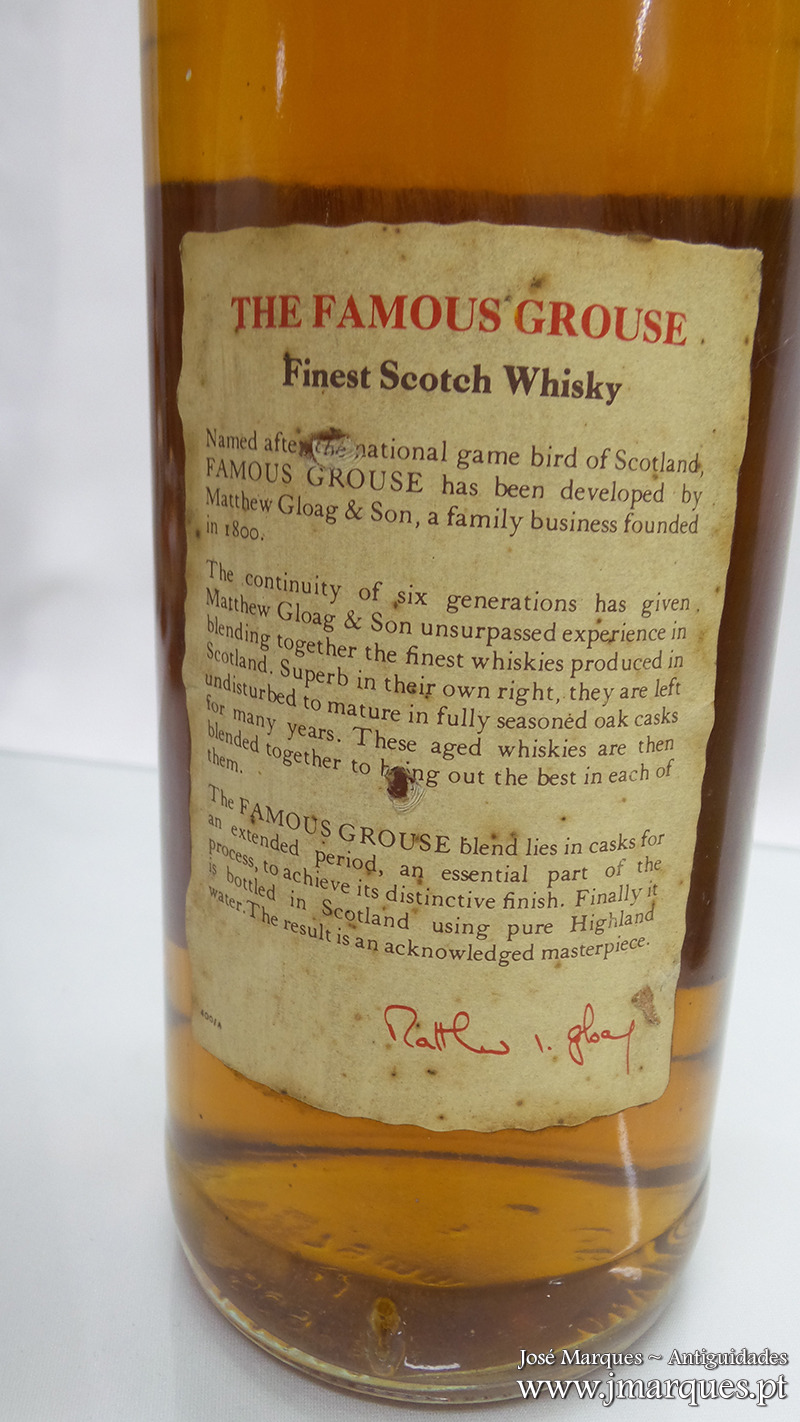 THE FAMOUS GROUSE
Finest Scotch Whisky
Named after the national game bird of Scotland,
FAMOUS GROUSE has been developed by
Matthew Gloag & Son, a family business founded
in 1800.
The continuity of six generations has given
Matthew Gloag & Son unsurpassed experience in
blending together the finest whiskies produced in
Scotland. Superb in their own right, they are left
undisturbed to mature in fully seasoned oak casks
for many years. These aged whiskies are then
blended together to bring out the best in each of
them.
The FAMOUS GROUSE blend lies in casks for
an extended period, an essential part of the
process, to achieve its distinctive finish. Finally it
is bottled in Scotland using pure Highland
water. The result is an acknowledged masterpiece.
Matthew I. Gloag
400/A
José Marques ~ Antiguidades
www.jmarques.pt